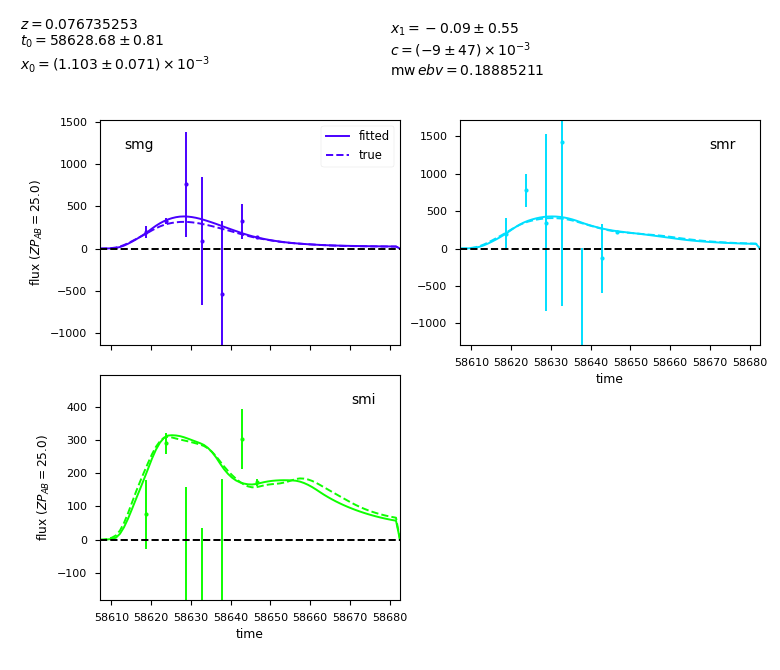 z = 0.076735253
t₀ = 58628.68 ± 0.81
x₀ = (1.103 ± 0.071) × 10⁻³
x₁ = −0.09 ± 0.55
c = (−9 ± 47) × 10⁻³
mw ebv = 0.18885211
smg
fitted
true
1500
1000
500
0
−500
−1000
flux (ZP_AB = 25.0)
smr
1500
1000
500
0
−500
−1000
58610 58620 58630 58640 58650 58660 58670 58680
time
smi
400
300
200
100
0
−100
flux (ZP_AB = 25.0)
58610 58620 58630 58640 58650 58660 58670 58680
time